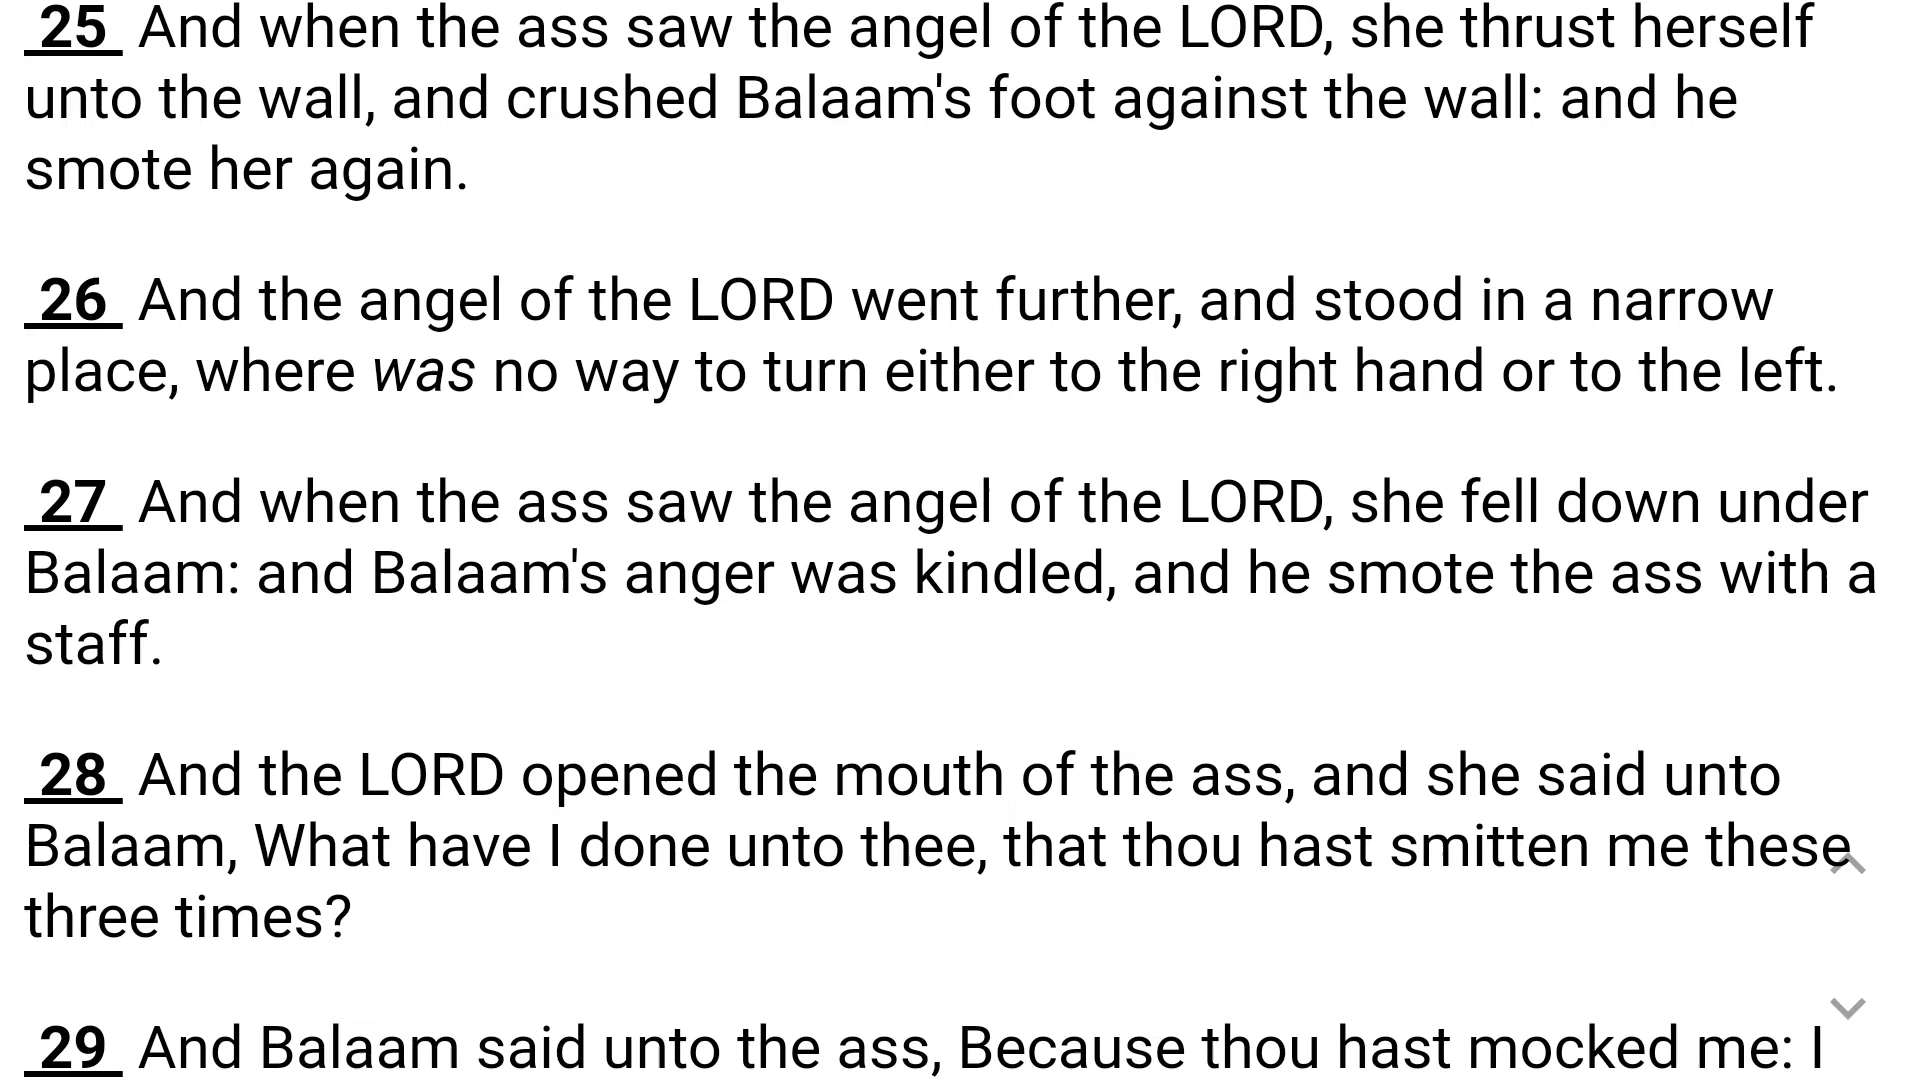 25 And when the ass saw the angel of the LORD, she thrust herself
unto the wall, and crushed Balaam's foot against the wall: and he
smote her again.
26 And the angel of the LORD went further, and stood in a narrow
place, where was no way to turn either to the right hand or to the left.
27 And when the ass saw the angel of the LORD, she fell down under
Balaam: and Balaam's anger was kindled, and he smote the ass with a
staff.
28 And the LORD opened the mouth of the ass, and she said unto
Balaam, What have I done unto thee, that thou hast smitten me these
three times?
29 And Balaam said unto the ass, Because thou hast mocked me: I